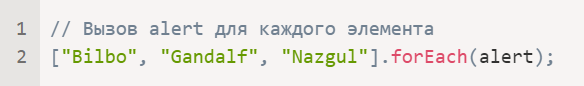 1 // Вызов alert для каждого элемента
2 ["Bilbo", "Gandalf", "Nazgul"].forEach(alert);